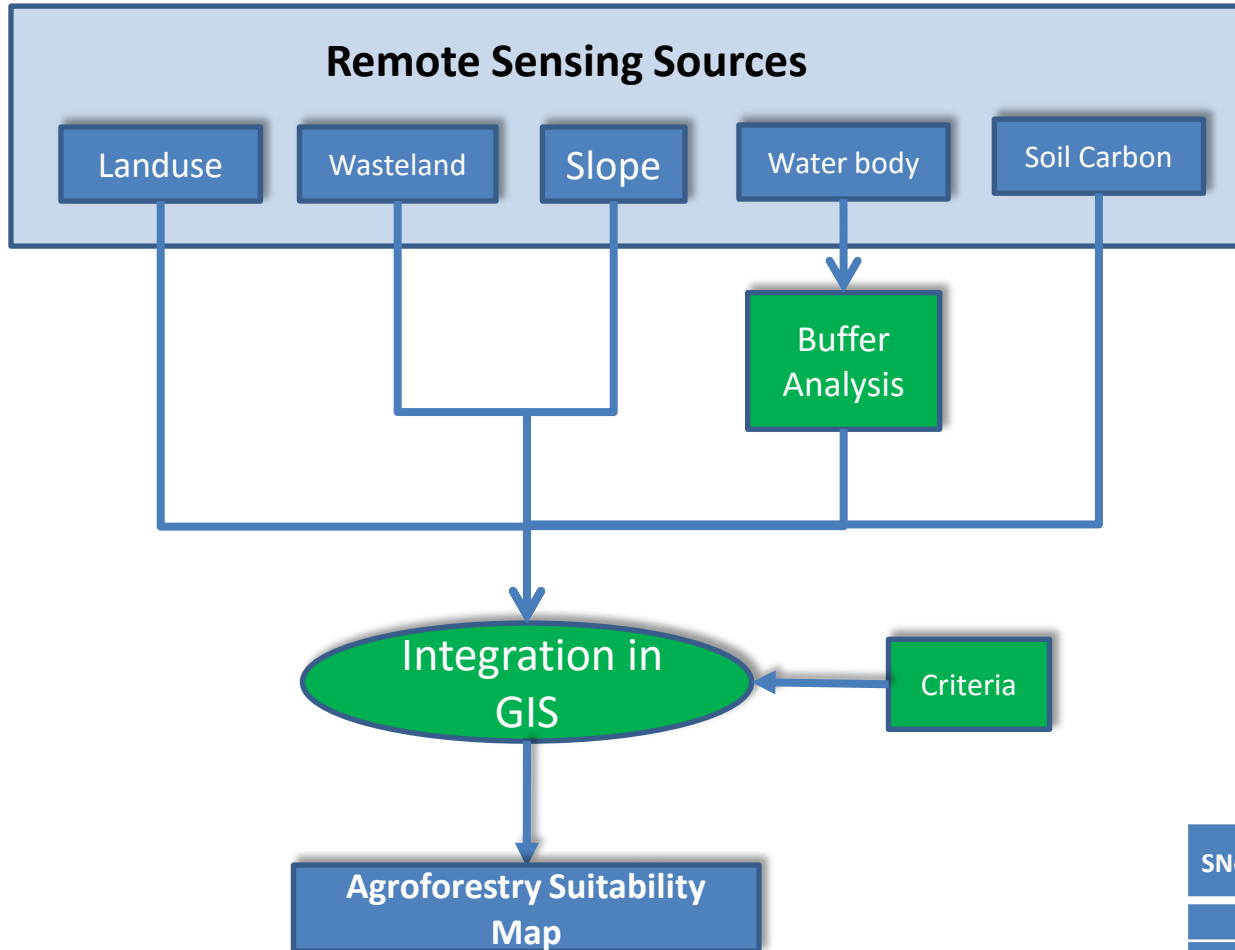 Remote Sensing Sources
Landuse
Wasteland
Slope
Water body
Soil Carbon
Buffer
Analysis
Integration in
GIS
Criteria
Agroforestry Suitability
Map